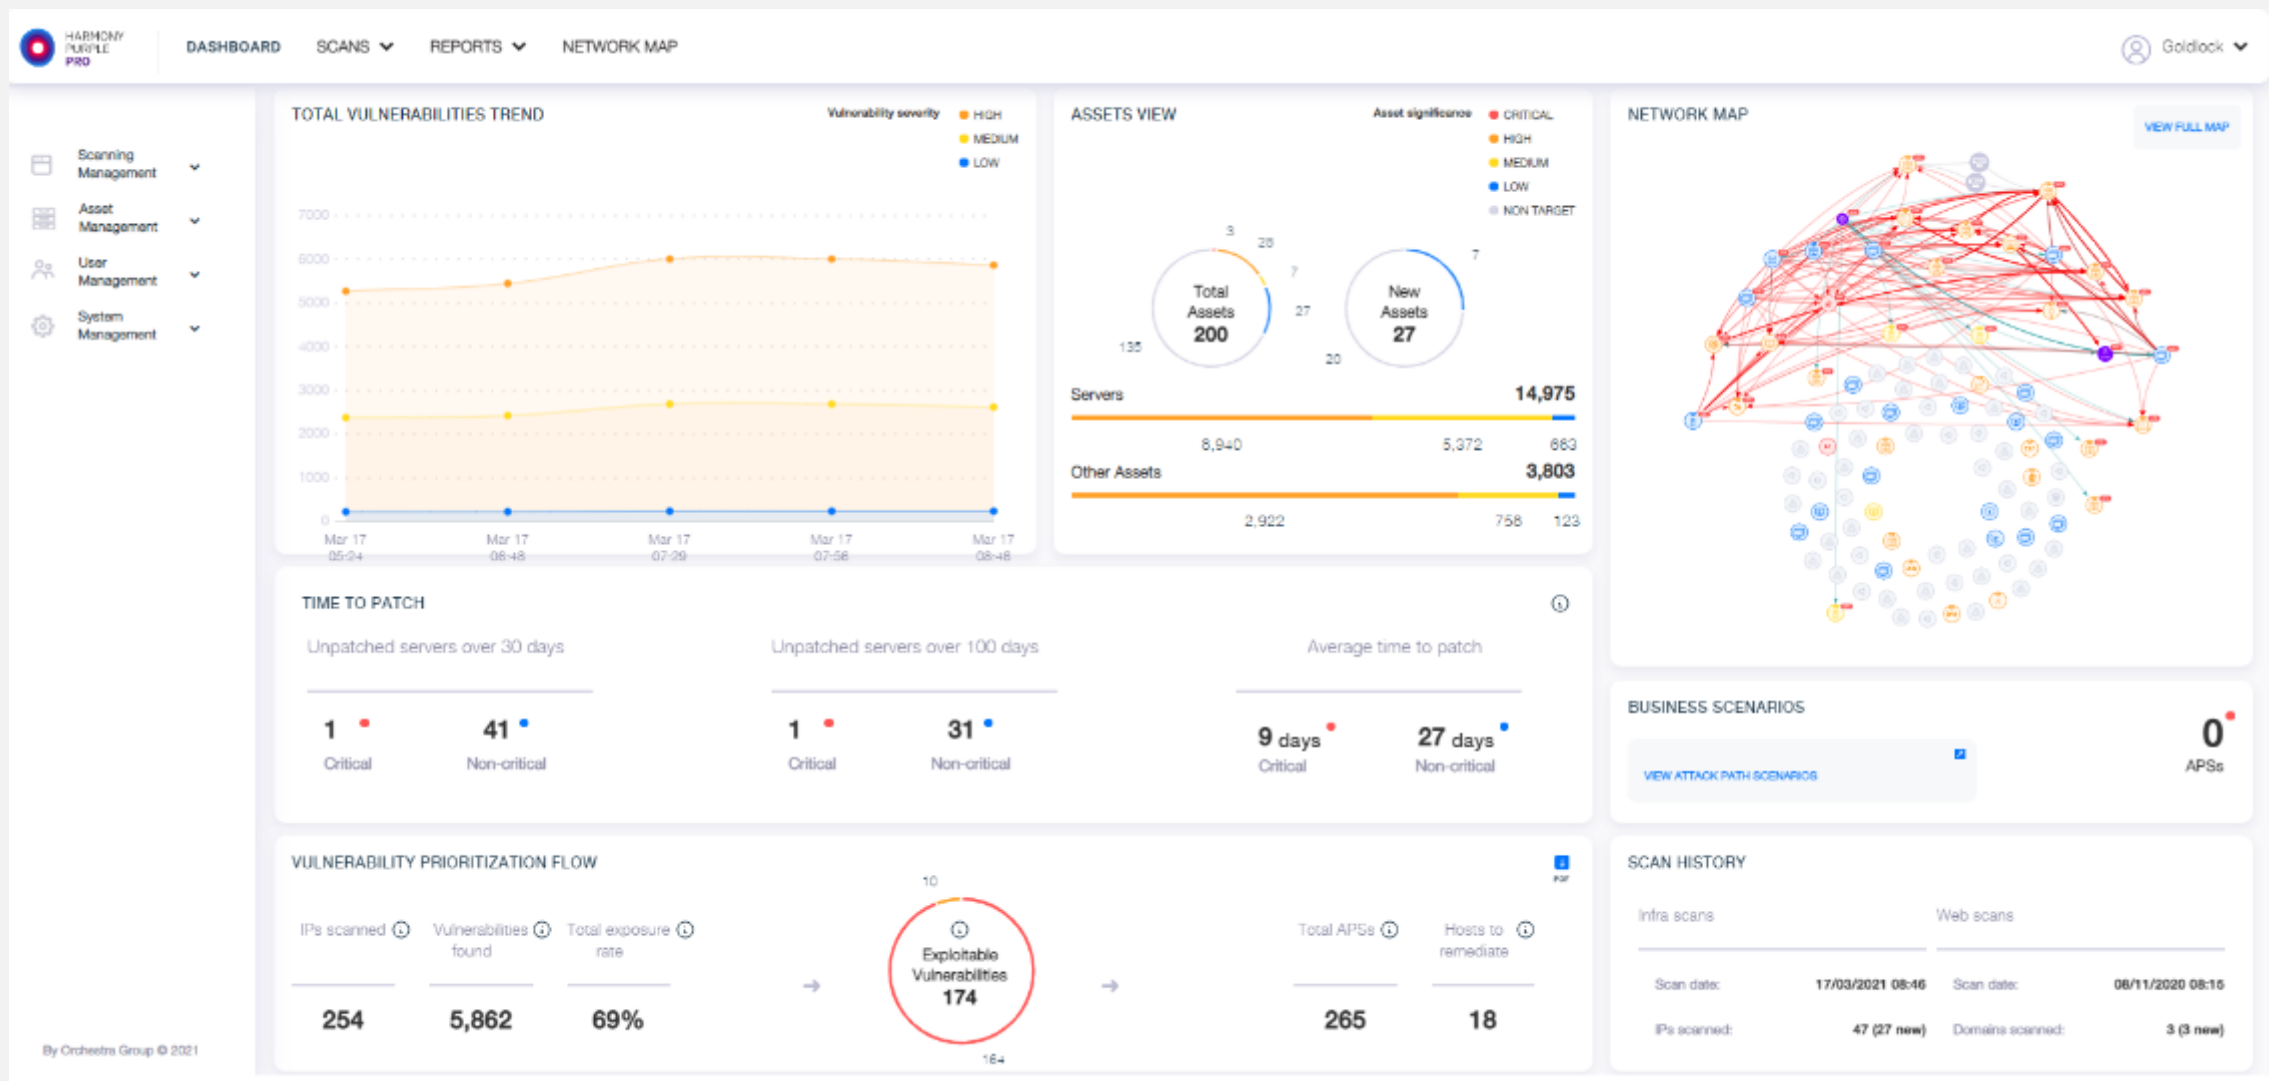 HARMONY
PURPLE
PRO
DASHBOARD
SCANS
REPORTS
NETWORK MAP
Goldlock
Scanning
Management
Asset
Management
User
Management
System
Management
By Orchestra Group © 2021
TOTAL VULNERABILITIES TREND
Vulnerability severity
HIGH
MEDIUM
LOW
7000
6000
5000
4000
3000
2000
1000
0
Mar 17
05:24
Mar 17
06:48
Mar 17
07:29
Mar 17
07:56
Mar 17
08:46
ASSETS VIEW
Asset significance
CRITICAL
HIGH
MEDIUM
LOW
NON TARGET
3
28
7
27
135
Total
Assets
200
7
20
New
Assets
27
Servers
14,975
8,940
5,372
663
Other Assets
3,803
2,922
758
123
NETWORK MAP
VIEW FULL MAP
TIME TO PATCH
Unpatched servers over 30 days
1
Critical
41
Non-critical
Unpatched servers over 100 days
1
Critical
31
Non-critical
Average time to patch
9 days
Critical
27 days
Non-critical
BUSINESS SCENARIOS
VIEW ATTACK PATH SCENARIOS
0
APSs
VULNERABILITY PRIORITIZATION FLOW
PDF
IPs scanned
254
Vulnerabilities
found
5,862
Total exposure
rate
69%
10
Exploitable
Vulnerabilities
174
164
Total APSs
265
Hosts to
remediate
18
SCAN HISTORY
Infra scans
Scan date:
17/03/2021 08:46
IPs scanned:
47 (27 new)
Web scans
Scan date:
08/11/2020 08:15
Domains scanned:
3 (3 new)